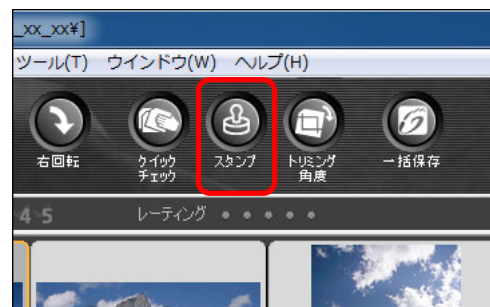 _xx_xx¥]
ツール(T) ウインドウ(W) ヘルプ(H)
右回転
クイック
チェック
スタンプ
トリミング
角度
一括保存
4 5
レーティング